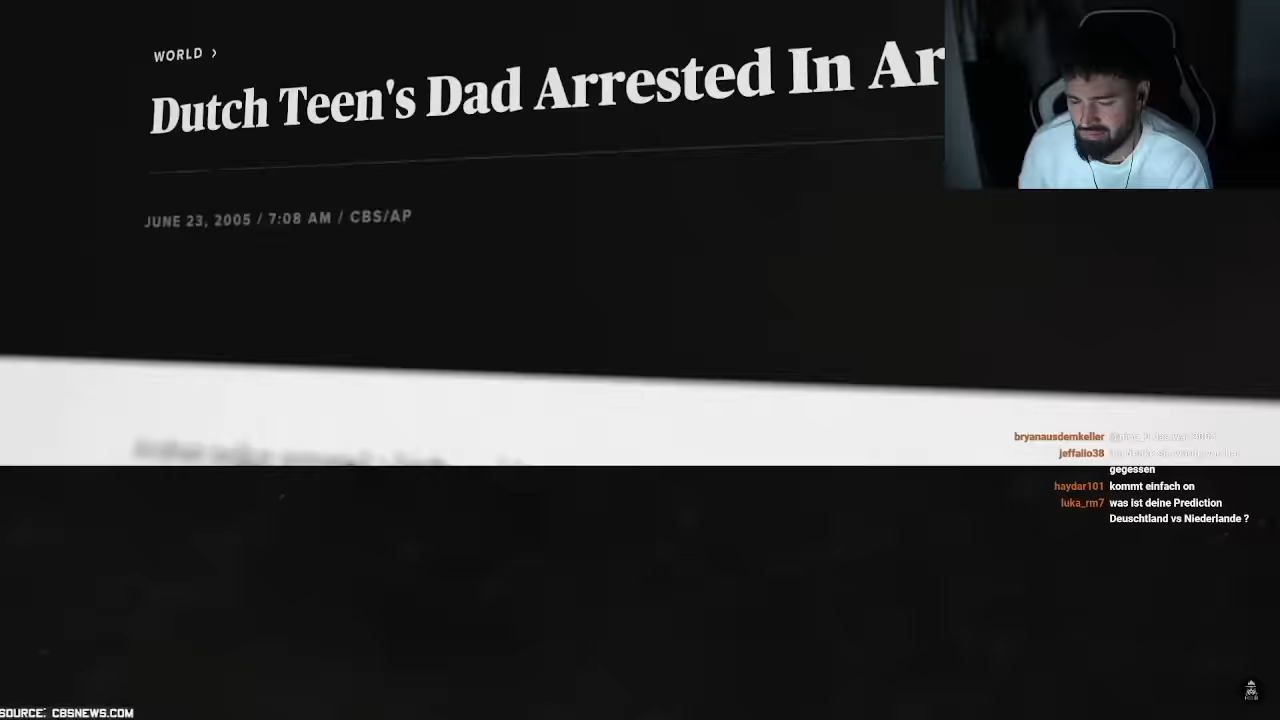 WORLD >
Dutch Teen's Dad Arrested In Ar
JUNE 23, 2005 / 7:08 AM / CBS/AP
bryanausdemkeller
jeffallo38
gegessen
haydar101 kommt einfach on
luka_rm7 was ist deine Prediction
Deuschtland vs Niederlande ?
SOURCE: CBSNEWS.COM